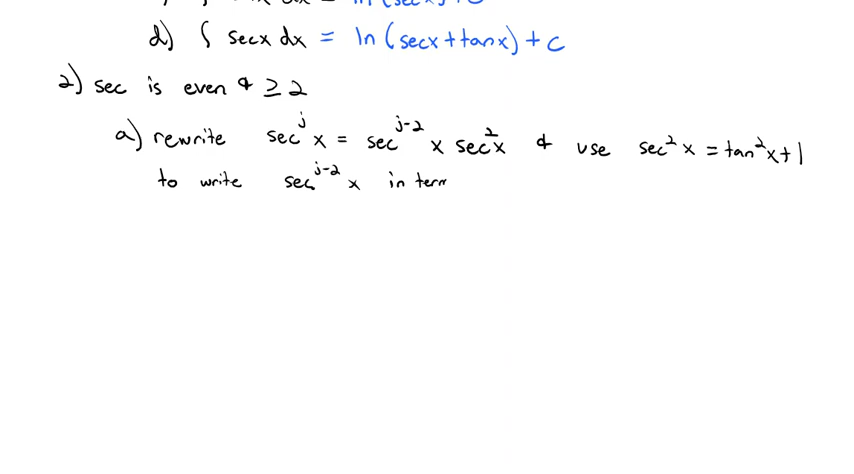 d) ∫ secx dx = ln (secx + tanx) + c
2) sec is even & ≥ 2
a) rewrite sec^j x = sec^{j-2} x sec^2 x & use sec^2 x = tan^2 x + 1
to write sec^{j-2} x in term